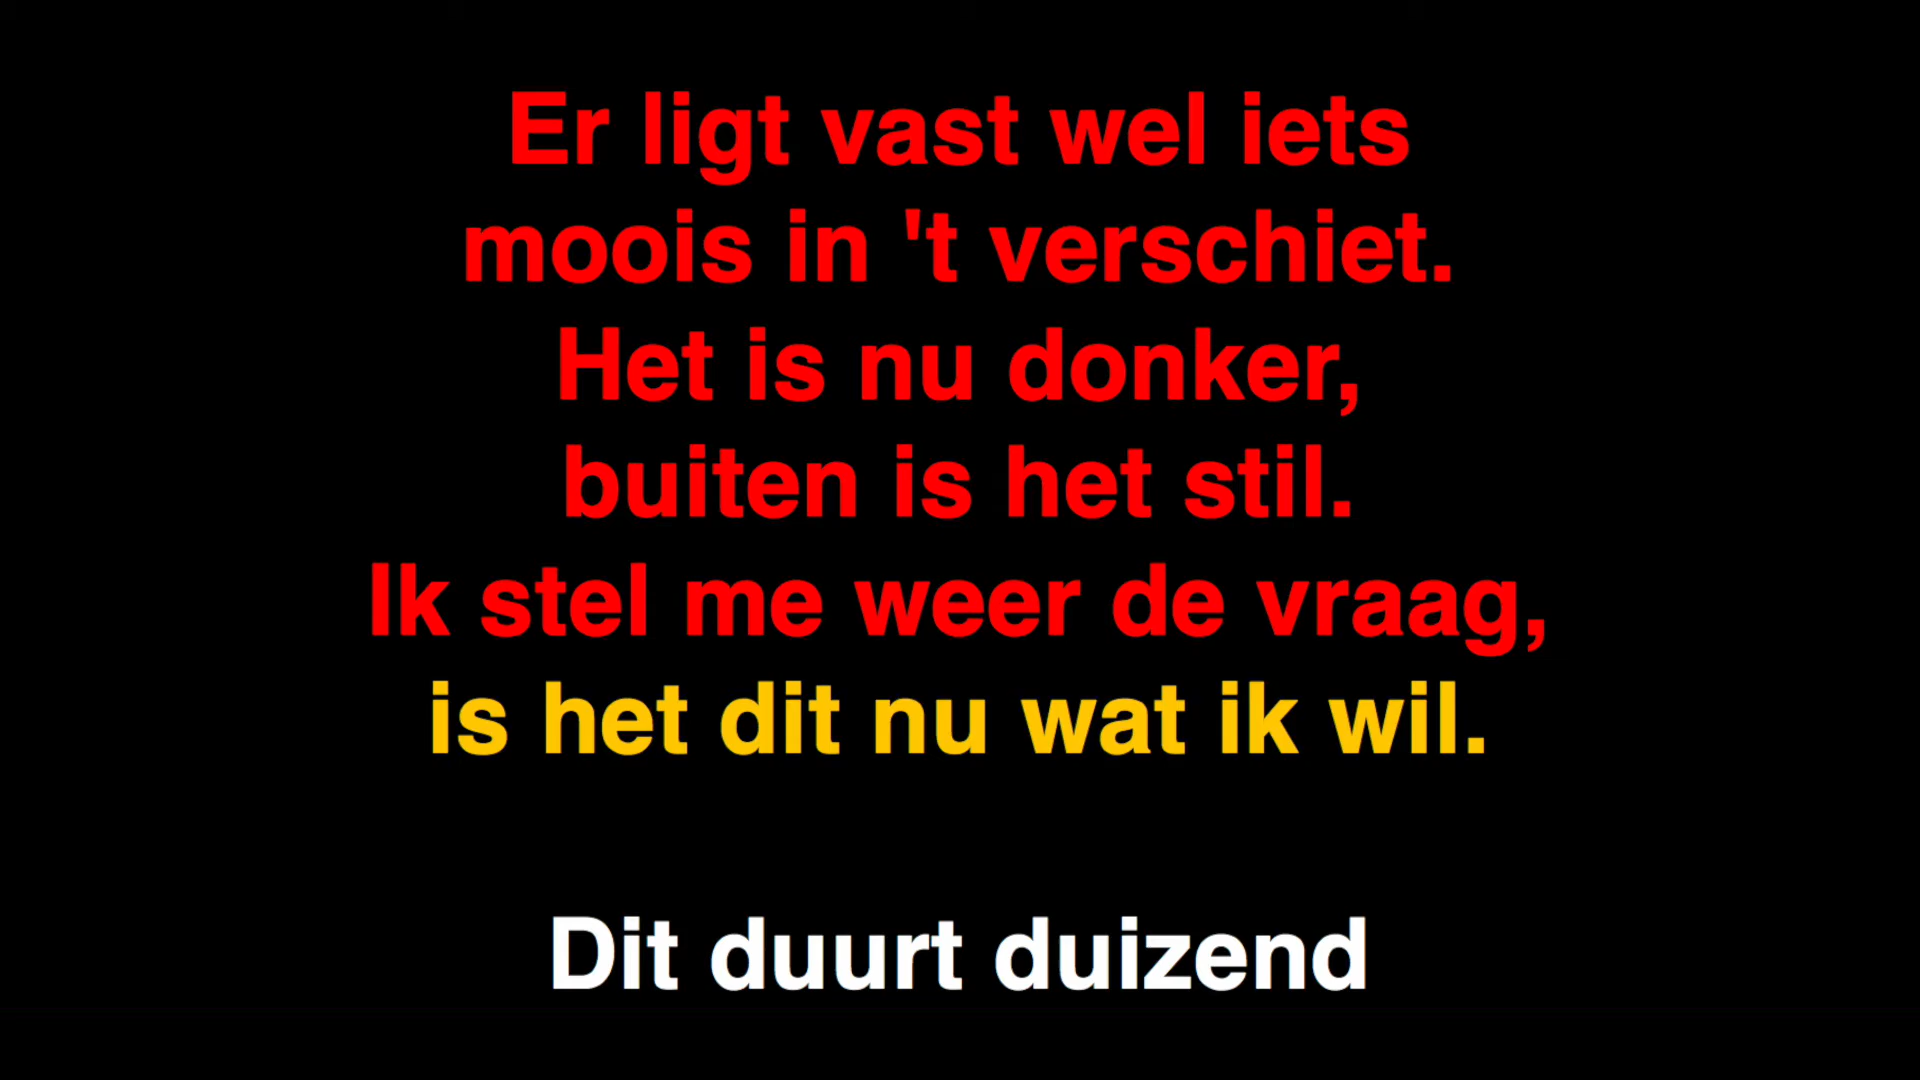 Er ligt vast wel iets
moois in 't verschiet.
Het is nu donker,
buiten is het stil.
Ik stel me weer de vraag,
is het dit nu wat ik wil.
Dit duurt duizend